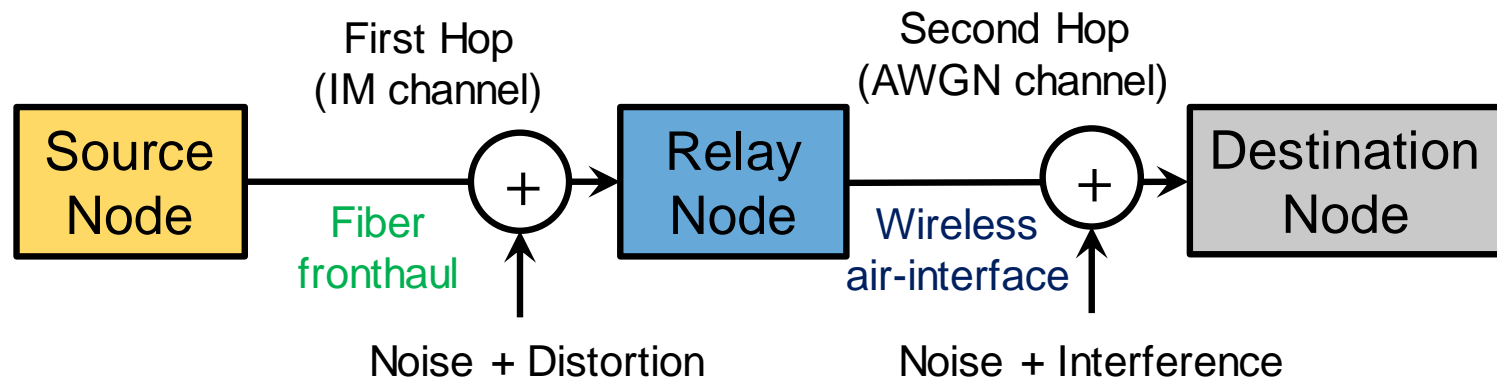 First Hop
(IM channel)
Second Hop
(AWGN channel)
Source
Node
+
Relay
Node
+
Destination
Node
Fiber
fronthaul
Wireless
air-interface
Noise + Distortion
Noise + Interference